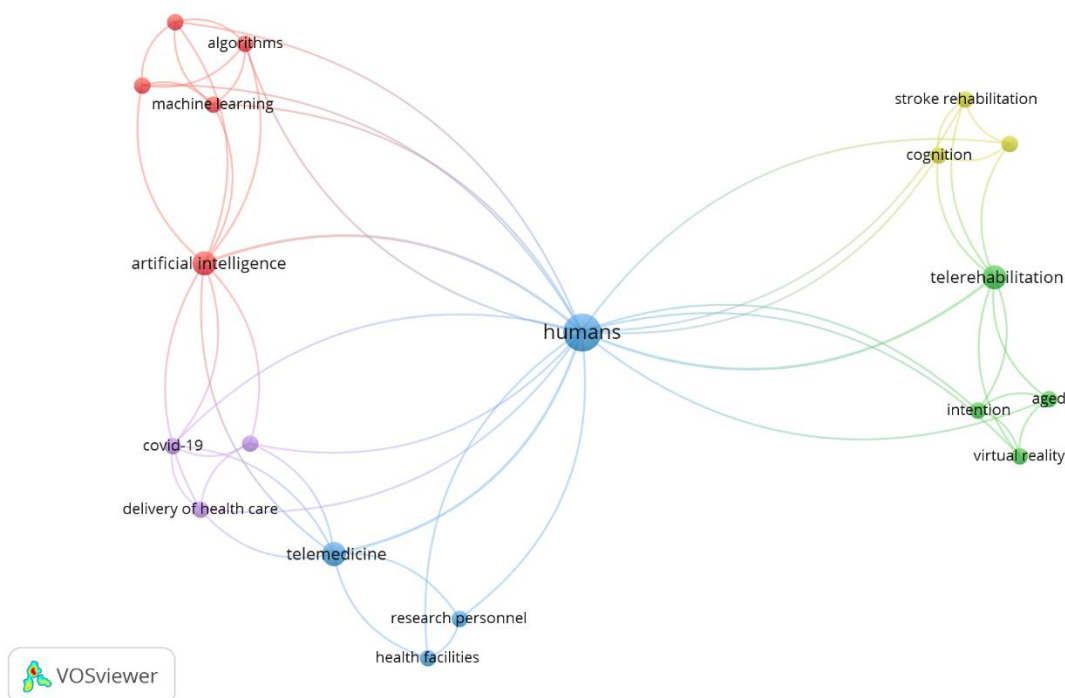 algorithms
machine learning
stroke rehabilitation
cognition
artificial intelligence
telerehabilitation
humans
aged
intention
covid-19
virtual reality
delivery of health care
telemedicine
research personnel
health facilities
VOSviewer